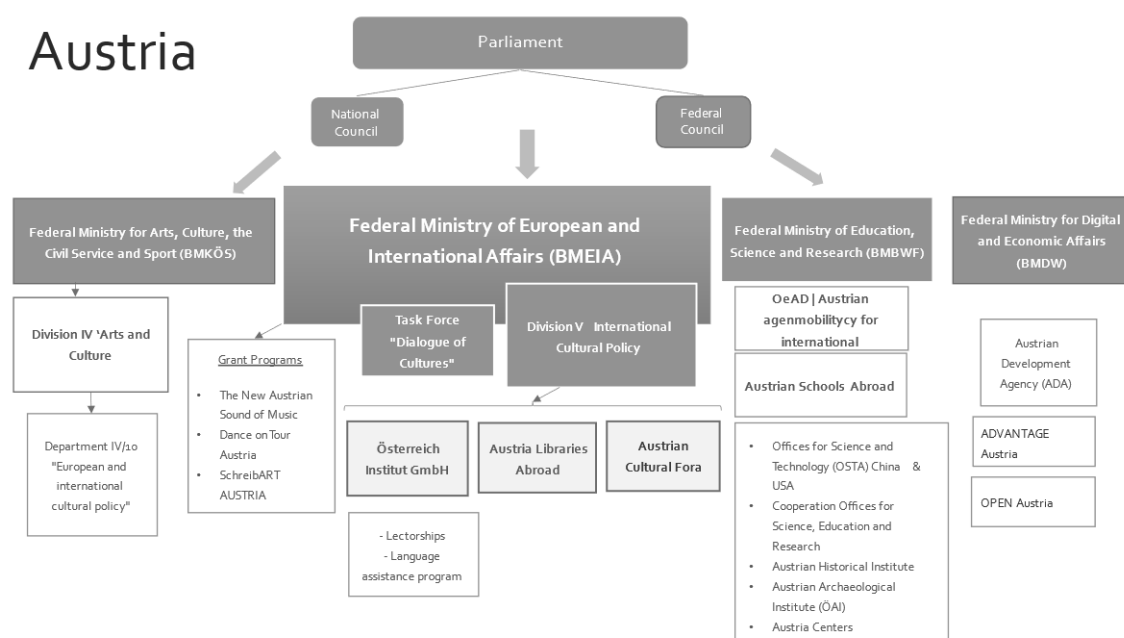 Austria
Parliament
National
Council
Federal
Council
Federal Ministry for Arts, Culture, the
Civil Service and Sport (BMKÖS)
Division IV ‘Arts and
Culture
Department IV/10
"European and
international
cultural policy"
Federal Ministry of European and
International Affairs (BMEIA)
Task Force
"Dialogue of
Cultures"
Division V International
Cultural Policy
Grant Programs
• The New Austrian
Sound of Music
• Dance on Tour
Austria
• SchreibART
AUSTRIA
Österreich
Institut GmbH
Austria Libraries
Abroad
Austrian
Cultural Fora
- Lectorships
- Language
assistance program
Federal Ministry of Education,
Science and Research (BMBWF)
OeAD | Austrian
agenmobilitycy for
international
Austrian Schools Abroad
• Offices for Science and
Technology (OSTA) China &
USA
• Cooperation Offices for
Science, Education and
Research
• Austrian Historical Institute
• Austrian Archaeological
Institute (ÖAI)
• Austria Centers
Federal Ministry for Digital
and Economic Affairs
(BMDW)
Austrian
Development
Agency (ADA)
ADVANTAGE
Austria
OPEN Austria